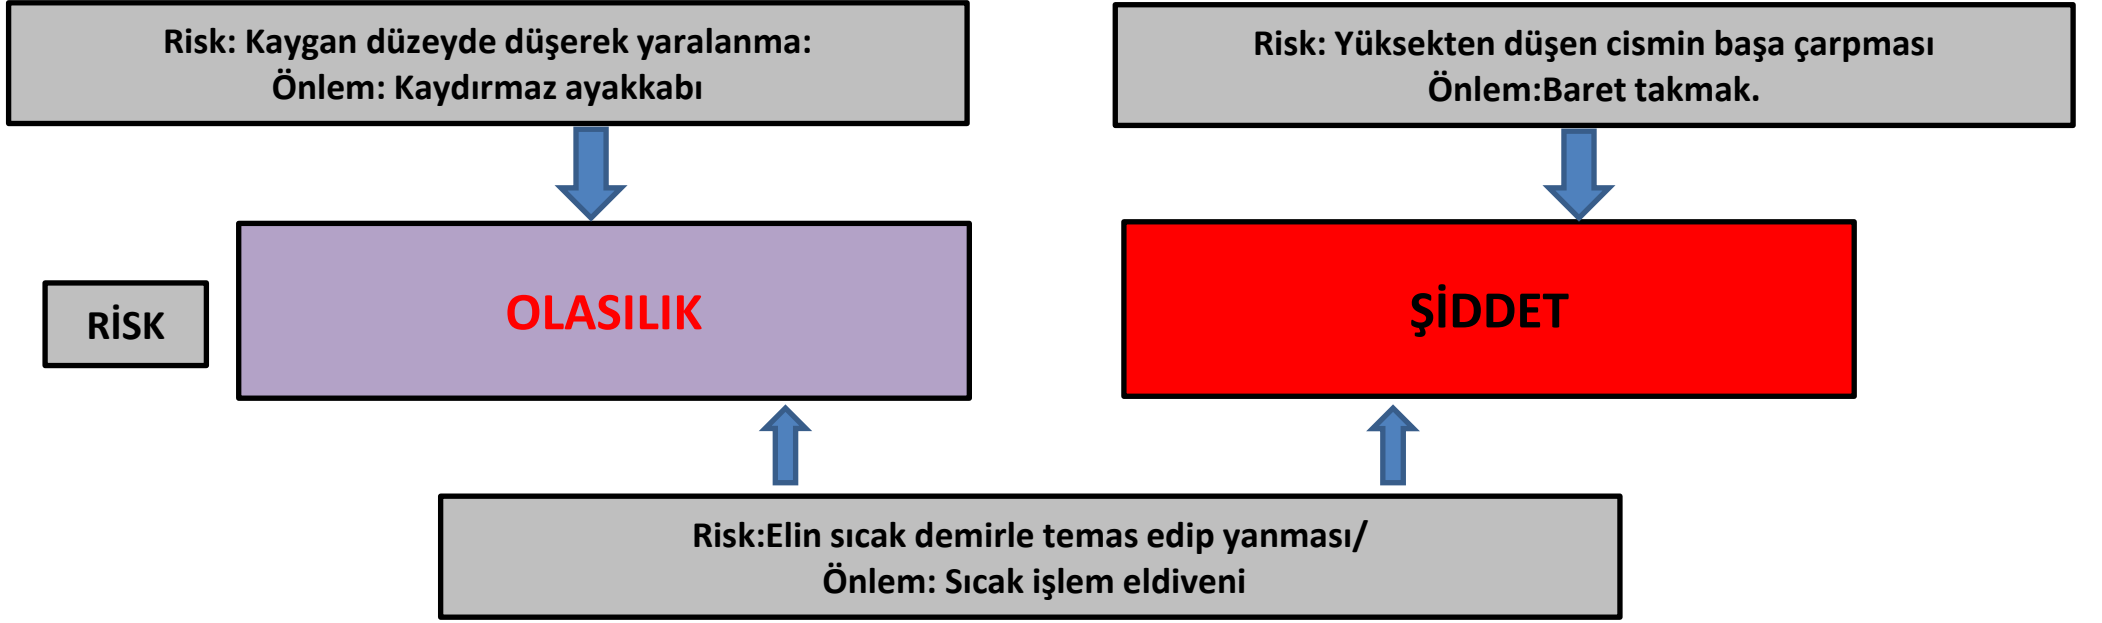 Risk: Kaygan düzeyde düşerek yaralanma:
Önlem: Kaydırmaz ayakkabı
Risk: Yüksekten düşen cismin başa çarpması
Önlem:Baret takmak.
RİSK
OLASILIK
ŞİDDET
Risk:Elin sıcak demirle temas edip yanması/
Önlem: Sıcak işlem eldiveni